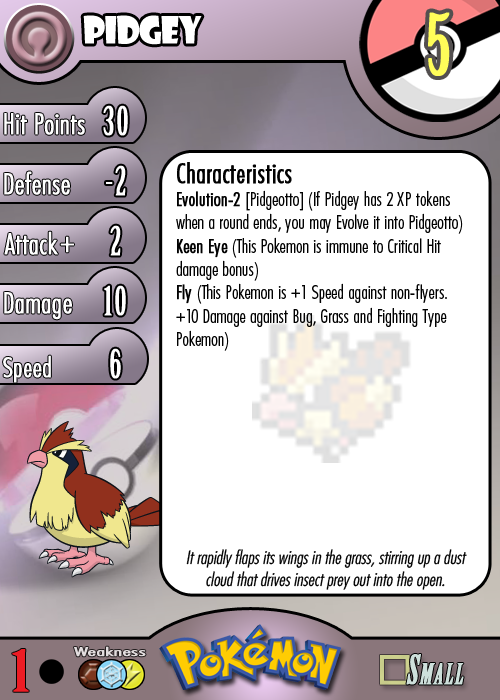 PIDGEY
5
Hit Points 30
Defense -2
Attack+ 2
Damage 10
Speed 6
Characteristics
Evolution-2 [Pidgeotto] (If Pidgey has 2 XP tokens
when a round ends, you may Evolve it into Pidgeotto)
Keen Eye (This Pokemon is immune to Critical Hit
damage bonus)
Fly (This Pokemon is +1 Speed against non-flyers.
+10 Damage against Bug, Grass and Fighting Type
Pokemon)
It rapidly flaps its wings in the grass, stirring up a dust
cloud that drives insect prey out into the open.
1
Weakness
POKéMON
SMALL